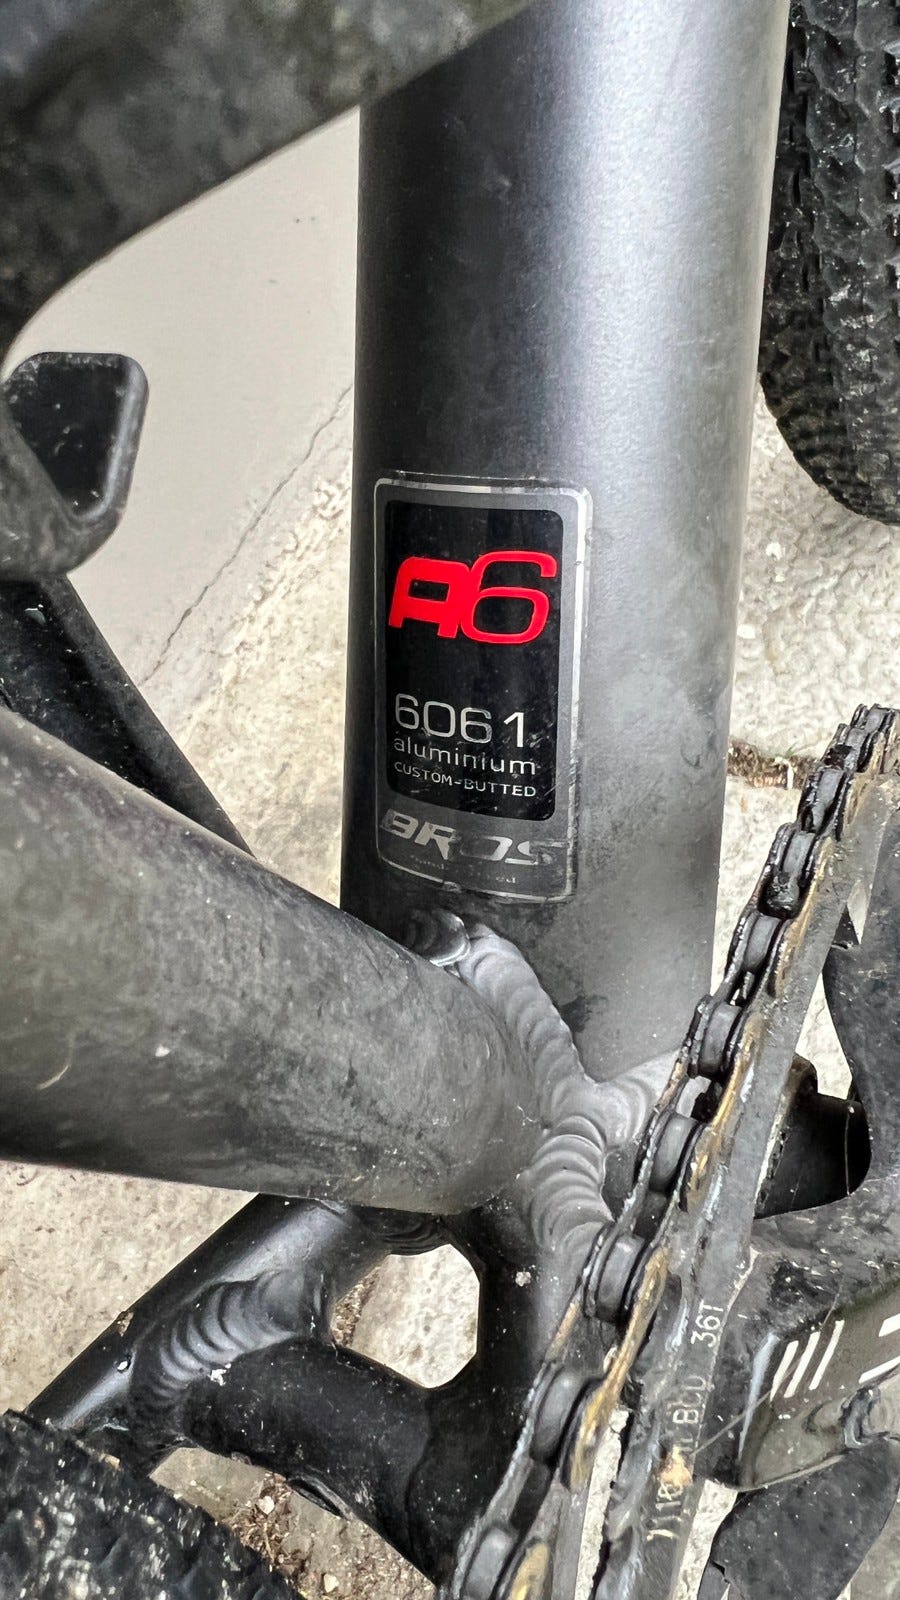 A6
6061
aluminium
CUSTOM-BUTTED
BROS
36T